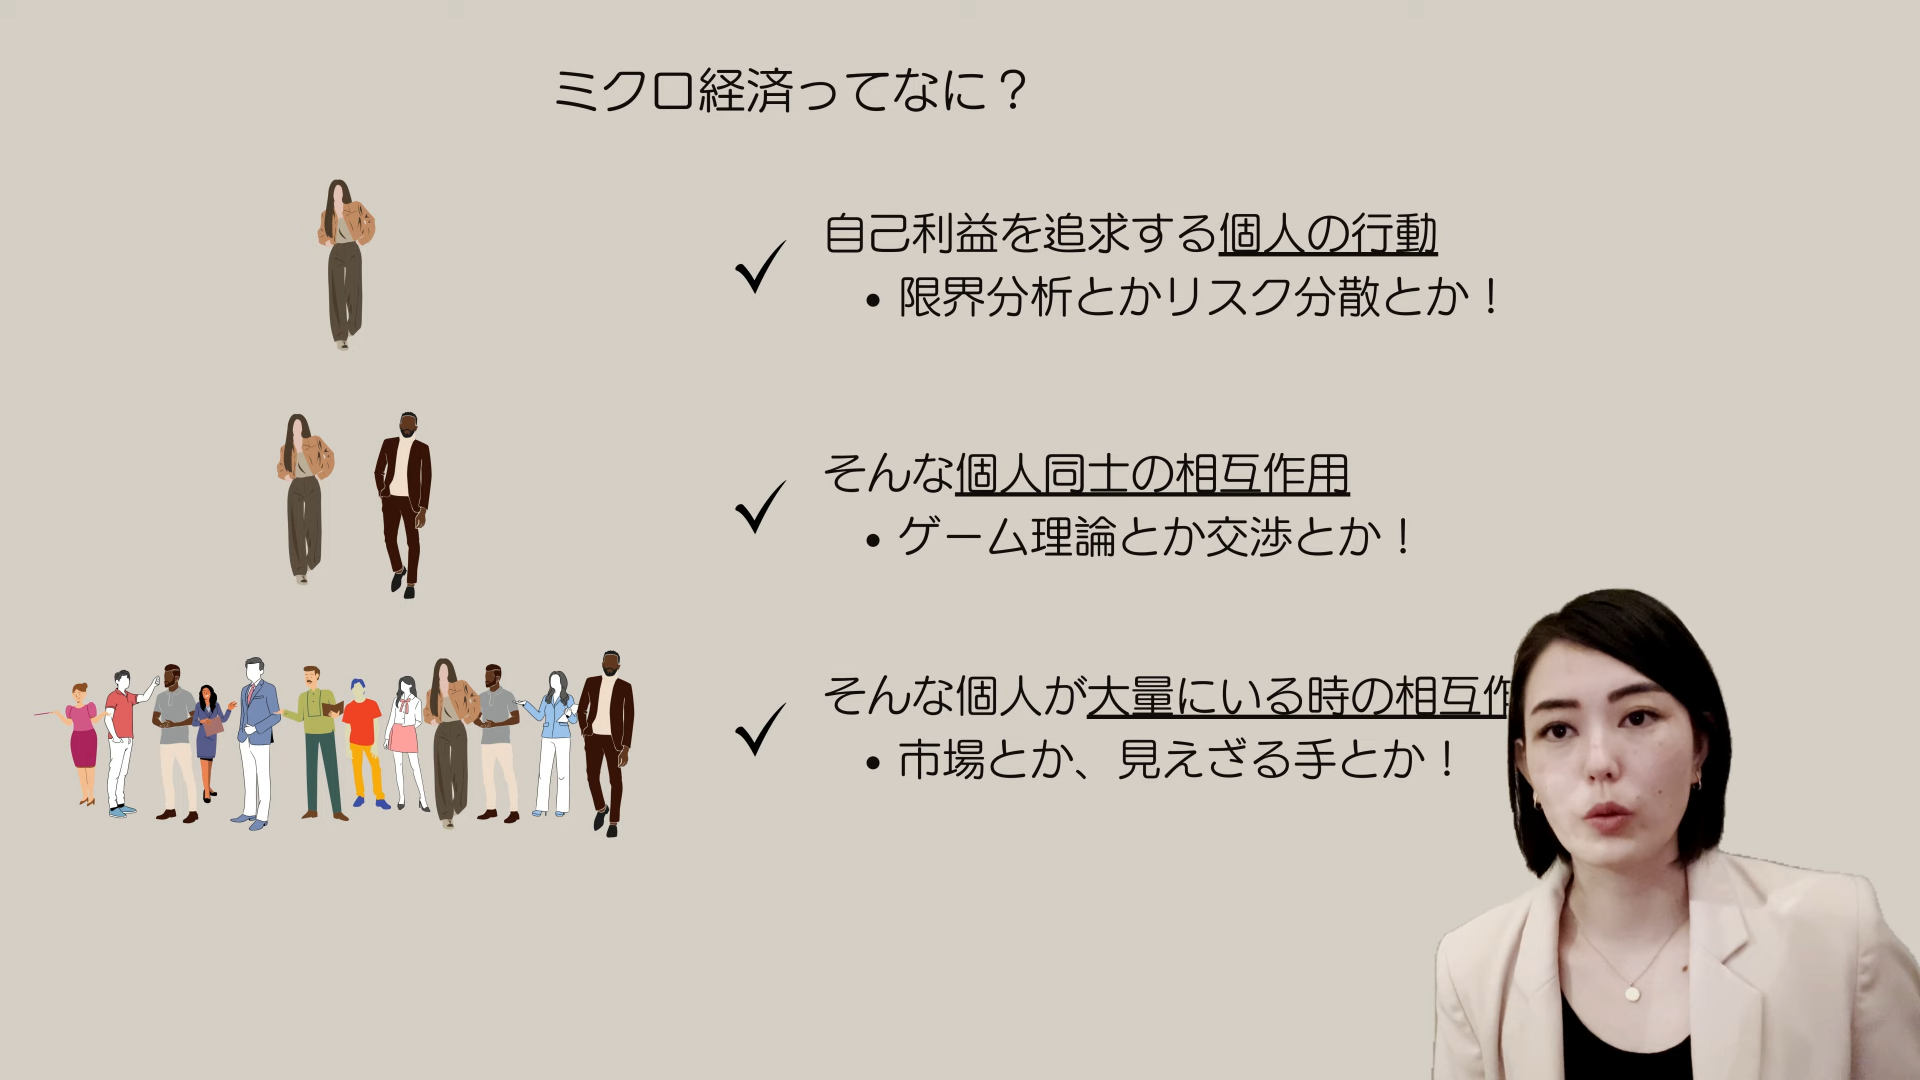 ミクロ経済ってなに？
自己利益を追求する個人の行動
• 限界分析とかリスク分散とか！
そんな個人同士の相互作用
• ゲーム理論とか交渉とか！
そんな個人が大量にいる時の相互作
• 市場とか、見えざる手とか！